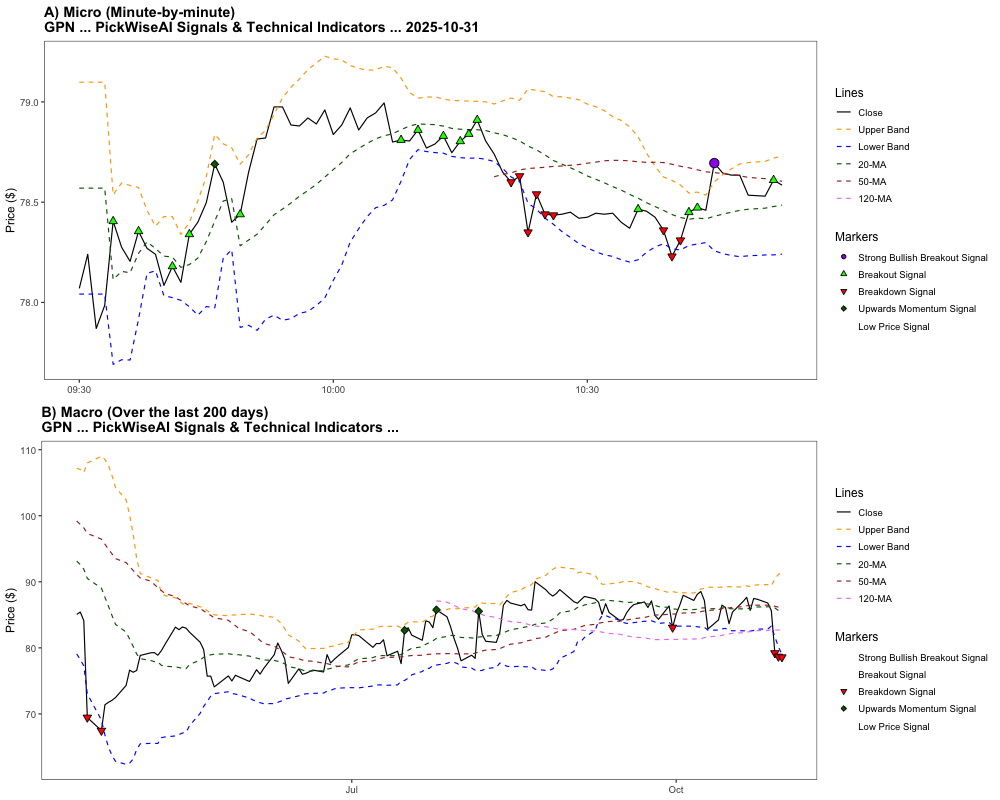 A) Micro (Minute-by-minute)
GPN ... PickWiseAI Signals & Technical Indicators ... 2025-10-31
Price ($)
79.0
78.5
78.0
09:30
10:00
10:30
Lines
Close
Upper Band
Lower Band
20-MA
50-MA
120-MA
Markers
Strong Bullish Breakout Signal
Breakout Signal
Breakdown Signal
Upwards Momentum Signal
Low Price Signal
B) Macro (Over the last 200 days)
GPN ... PickWiseAI Signals & Technical Indicators ...
Price ($)
110
100
90
80
70
Jul
Oct
Lines
Close
Upper Band
Lower Band
20-MA
50-MA
120-MA
Markers
Strong Bullish Breakout Signal
Breakout Signal
Breakdown Signal
Upwards Momentum Signal
Low Price Signal